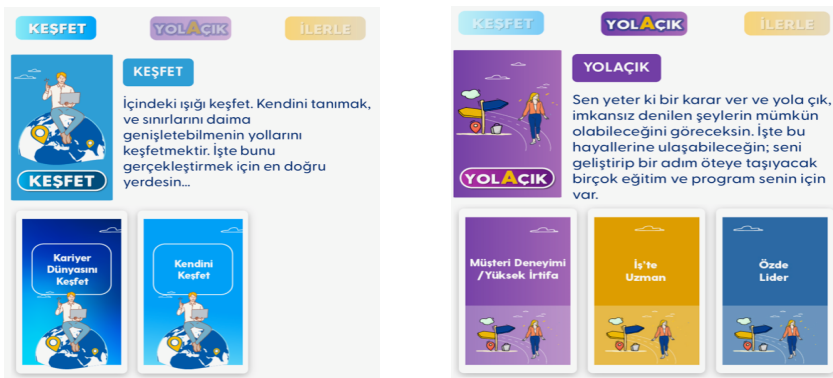 KEŞFET
YOLAÇIK
İLERLE
KEŞFET
İçindeki ışığı keşfet. Kendini tanımak,
ve sınırlarını daima
genişletebilmenin yollarını
keşfetmektir. İşte bunu
gerçekleştirmek için en doğru
yerdesin...
KEŞFET
Kariyer
Dünyasını
Keşfet
Kendini
Keşfet
KEŞFET
YOLAÇIK
İLERLE
YOLAÇIK
Sen yeter ki bir karar ver ve yola çık,
imkansız denilen şeylerin mümkün
olabileceğini göreceksin. İşte bu
hayallerine ulaşabileceğin; seni
geliştirip bir adım öteye taşıyacak
birçok eğitim ve program senin için
var.
YOLAÇIK
Müşteri Deneyimi
/Yüksek İrtifa
İş'te
Uzman
Özde
Lider